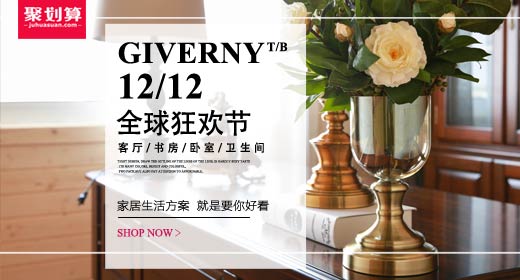 聚划算
juhuasuan.com
GIVERNY T/B
12/12
全球狂欢节
客厅/书房/卧室/卫生间
家居生活方案 就是要你好看
SHOP NOW >